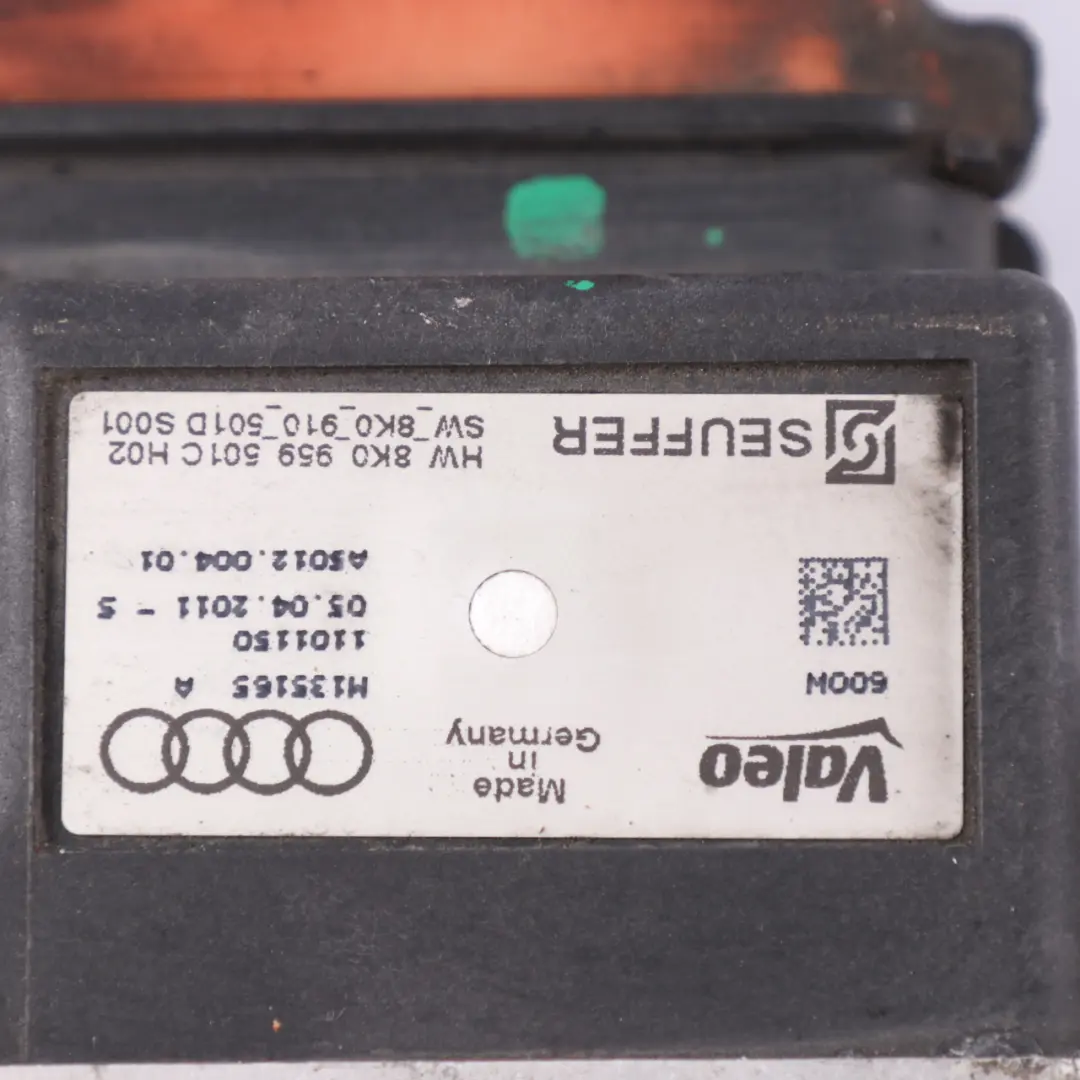 Valeo
Made
in
Germany
600W
M135165 A
1101150
05.04.2011 - S
A5012.004.01
SEUFFER
HW 8K0 959 501C H02
SW_8K0_910_501D S001